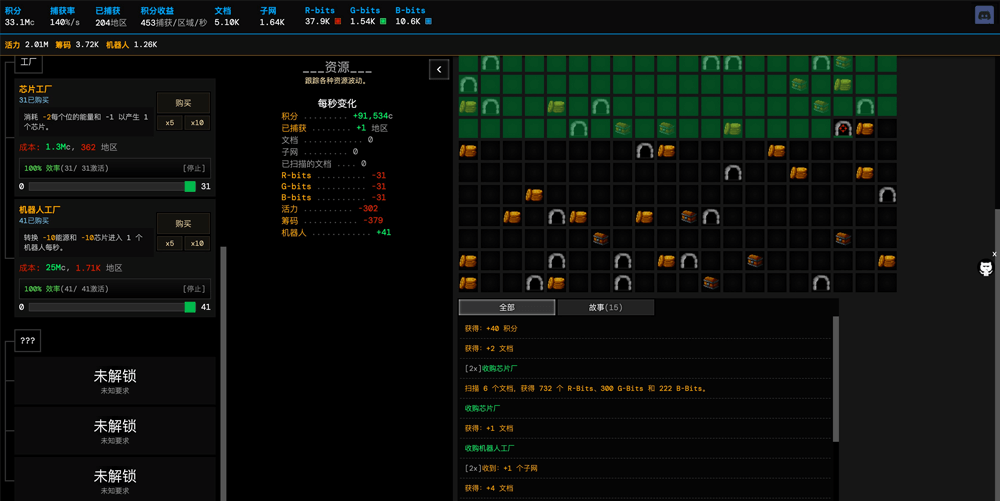 积分 捕获率 已捕获 积分收益 文档 子网 R-bits G-bits B-bits
33.1Mc 140%/s 204地区 453捕获/区域/秒 5.10K 1.64K 37.9K 1.54K 10.6K
活力 2.01M 筹码 3.72K 机器人 1.26K
工厂
芯片工厂
31已购买
购买
消耗 -2每个位的能量和 -1 以产生 1
个芯片。
x5 x10
成本: 1.3Mc, 362 地区
100% 效率(31/ 31激活) [停止]
0 31
机器人工厂
41已购买
购买
转换 -10能源和 -10芯片进入 1 个
机器人每秒。
x5 x10
成本: 25Mc, 1.71K 地区
100% 效率(41/ 41激活) [停止]
0 41
???
未解锁
未知要求
未解锁
未知要求
未解锁
未知要求
___资源___
跟踪各种资源波动。
每秒变化
积分 ......... +91,534c
已捕获 ........ +1 地区
文档 ........... 0
子网 ........... 0
已扫描的文档 .... 0
R-bits ......... -31
G-bits ......... -31
B-bits ......... -31
活力 .......... -302
筹码 .......... -379
机器人 ............ +41
全部 故事(15)
获得: +40 积分
获得: +2 文档
[2x]收购芯片厂
扫描 6 个文档, 获得 732 个 R-Bits、300 G-Bits 和 222 B-Bits。
收购芯片厂
获得: +1 文档
收购机器人工厂
[2x]收到: +1 个子网
获得: +4 文档
x